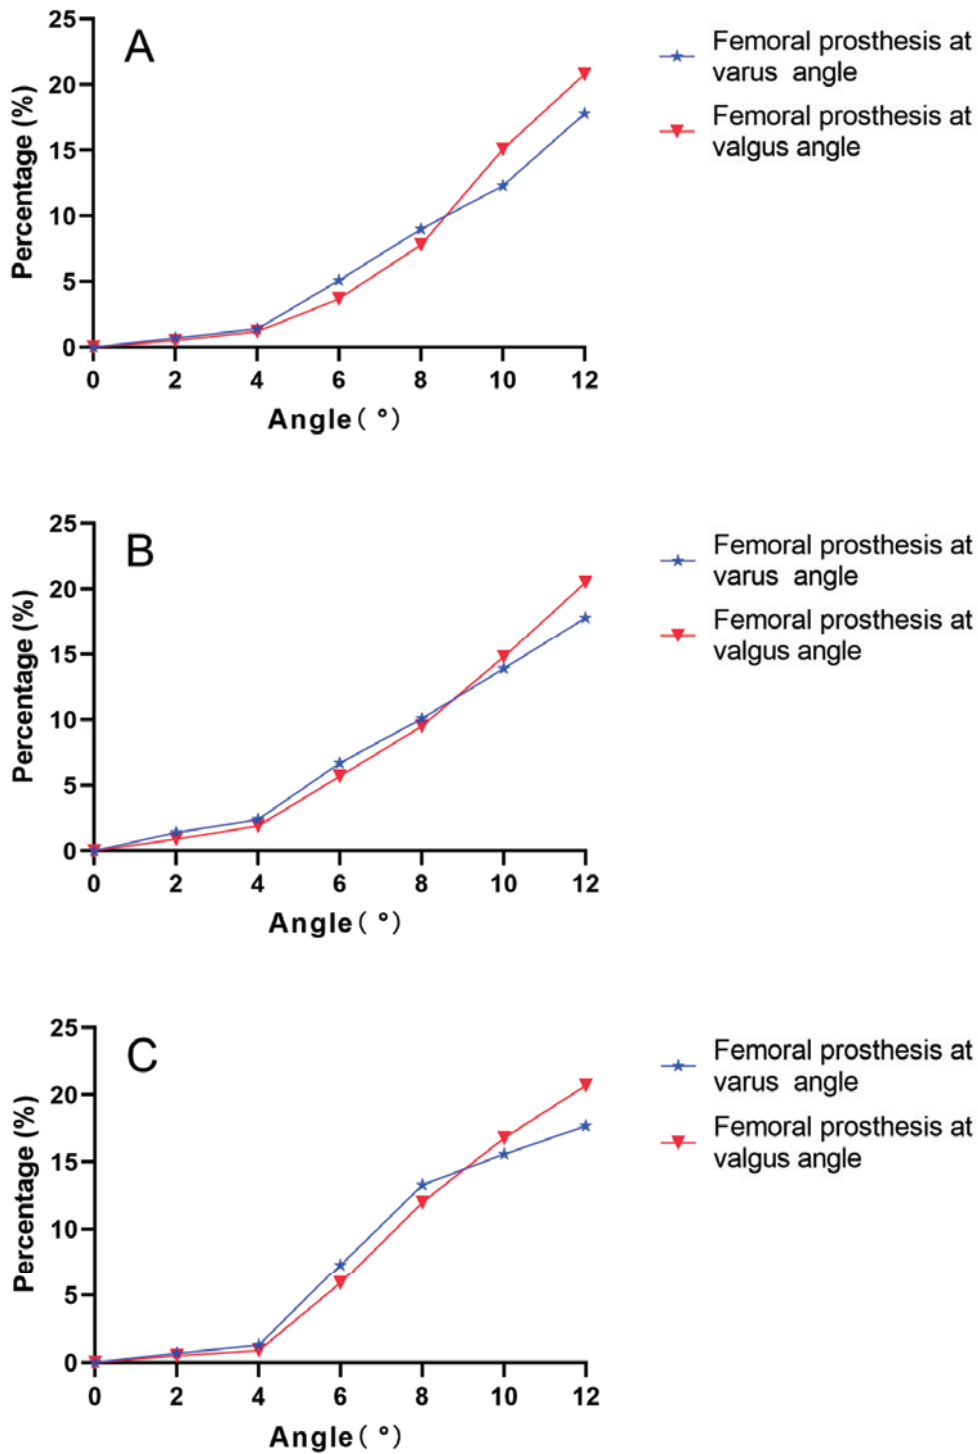 A
Femoral prosthesis at
varus angle
Femoral prosthesis at
valgus angle
Percentage (%)
25
20
15
10
5
0
0 2 4 6 8 10 12
Angle( °)
B
Femoral prosthesis at
varus angle
Femoral prosthesis at
valgus angle
Percentage (%)
25
20
15
10
5
0
0 2 4 6 8 10 12
Angle( °)
C
Femoral prosthesis at
varus angle
Femoral prosthesis at
valgus angle
Percentage (%)
25
20
15
10
5
0
0 2 4 6 8 10 12
Angle( °)